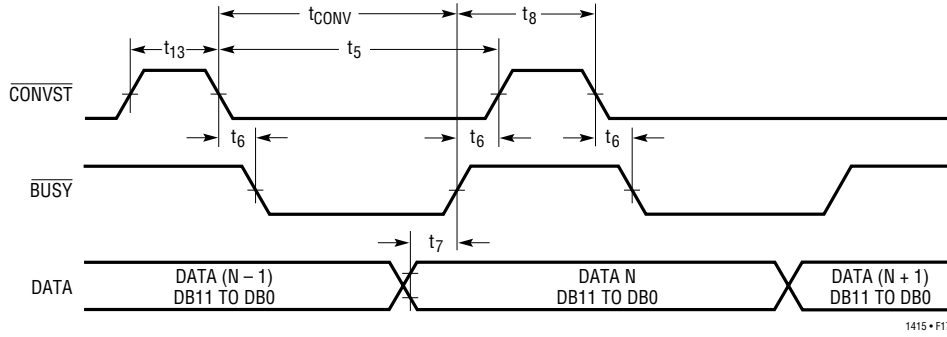 tCONV
t8
t13
t5
CONVST
t6
t6
t6
BUSY
t7
DATA
DATA (N – 1)
DB11 TO DB0
DATA N
DB11 TO DB0
DATA (N + 1)
DB11 TO DB0
1415 • F17